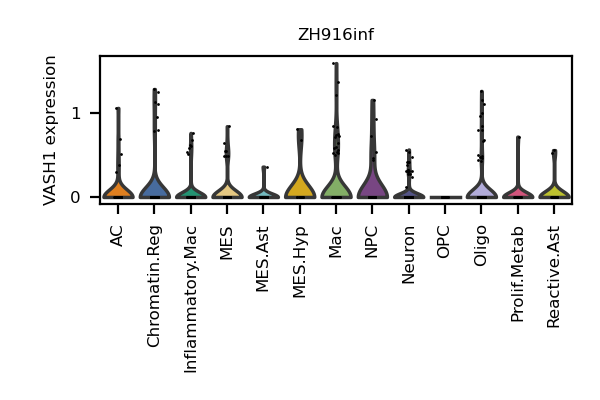 ZH916inf
VASH1 expression
1
0
AC
Chromatin.Reg
Inflammatory.Mac
MES
MES.Ast
MES.Hyp
Mac
NPC
Neuron
OPC
Oligo
Prolif.Metab
Reactive.Ast